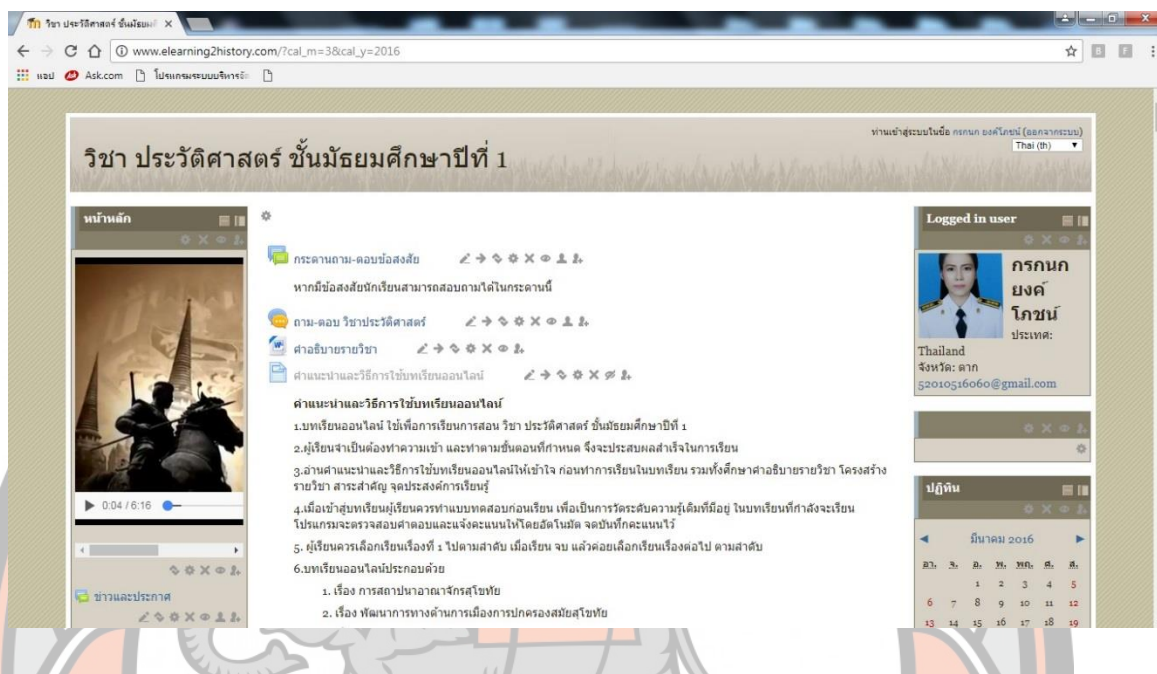 วิชา ประวัติศาสตร์ ชั้นมัธยมศึ
www.elearning2history.com/?cal_m=3&cal_y=2016
แอป Ask.com โปรแกรมระบบบริหารจัด
ท่านเข้าสู่ระบบในชื่อ กรกนก ยงค์โภชน์ (ออกจากระบบ)
Thai (th)
วิชา ประวัติศาสตร์ ชั้นมัธยมศึกษาปีที่ 1
หน้าหลัก
0:04 / 6:16
ข่าวและประกาศ
กระดานถาม-ตอบข้อสงสัย
หากมีข้อสงสัยนักเรียนสามารถสอบถามได้ในกระดานนี้
ถาม-ตอบ วิชาประวัติศาสตร์
คำอธิบายรายวิชา
คำแนะนำและวิธีการใช้บทเรียนออนไลน์
คำแนะนำและวิธีการใช้บทเรียนออนไลน์
1.บทเรียนออนไลน์ ใช้เพื่อการเรียนการสอน วิชา ประวัติศาสตร์ ชั้นมัธยมศึกษาปีที่ 1
2.ผู้เรียนจำเป็นต้องทำความเข้า และทำตามขั้นตอนที่กำหนด จึงจะประสบผลสำเร็จในการเรียน
3.อ่านคำแนะนำและวิธีการใช้บทเรียนออนไลน์ให้เข้าใจ ก่อนทำการเรียนในบทเรียน รวมทั้งศึกษาคำอธิบายรายวิชา โครงสร้าง
รายวิชา สาระสำคัญ จุดประสงค์การเรียนรู้
4.เมื่อเข้าสู่บทเรียนผู้เรียนควรทำแบบทดสอบก่อนเรียน เพื่อเป็นการวัดระดับความรู้เดิมที่มีอยู่ ในบทเรียนที่กำลังจะเรียน
โปรแกรมจะตรวจสอบคำตอบและแจ้งคะแนนให้โดยอัตโนมัติ จดบันทึกคะแนนไว้
5. ผู้เรียนควรเลือกเรียนเรื่องที่ 1 ไปตามลำดับ เมื่อเรียน จบ แล้วค่อยเลือกเรียนเรื่องต่อไป ตามลำดับ
6.บทเรียนออนไลน์ประกอบด้วย
1. เรื่อง การสถาปนาอาณาจักรสุโขทัย
2. เรื่อง พัฒนาการทางด้านการเมืองการปกครองสมัยสุโขทัย
Logged in user
กรกนก
ยงค์
โภชน์
ประเทศ:
Thailand
จังหวัด: ตาก
52010516060@gmail.com
ปฏิทิน
มีนาคม 2016
อา. จ. อ. พ. พฤ. ศ. ส.
1 2 3 4 5
6 7 8 9 10 11 12
13 14 15 16 17 18 19